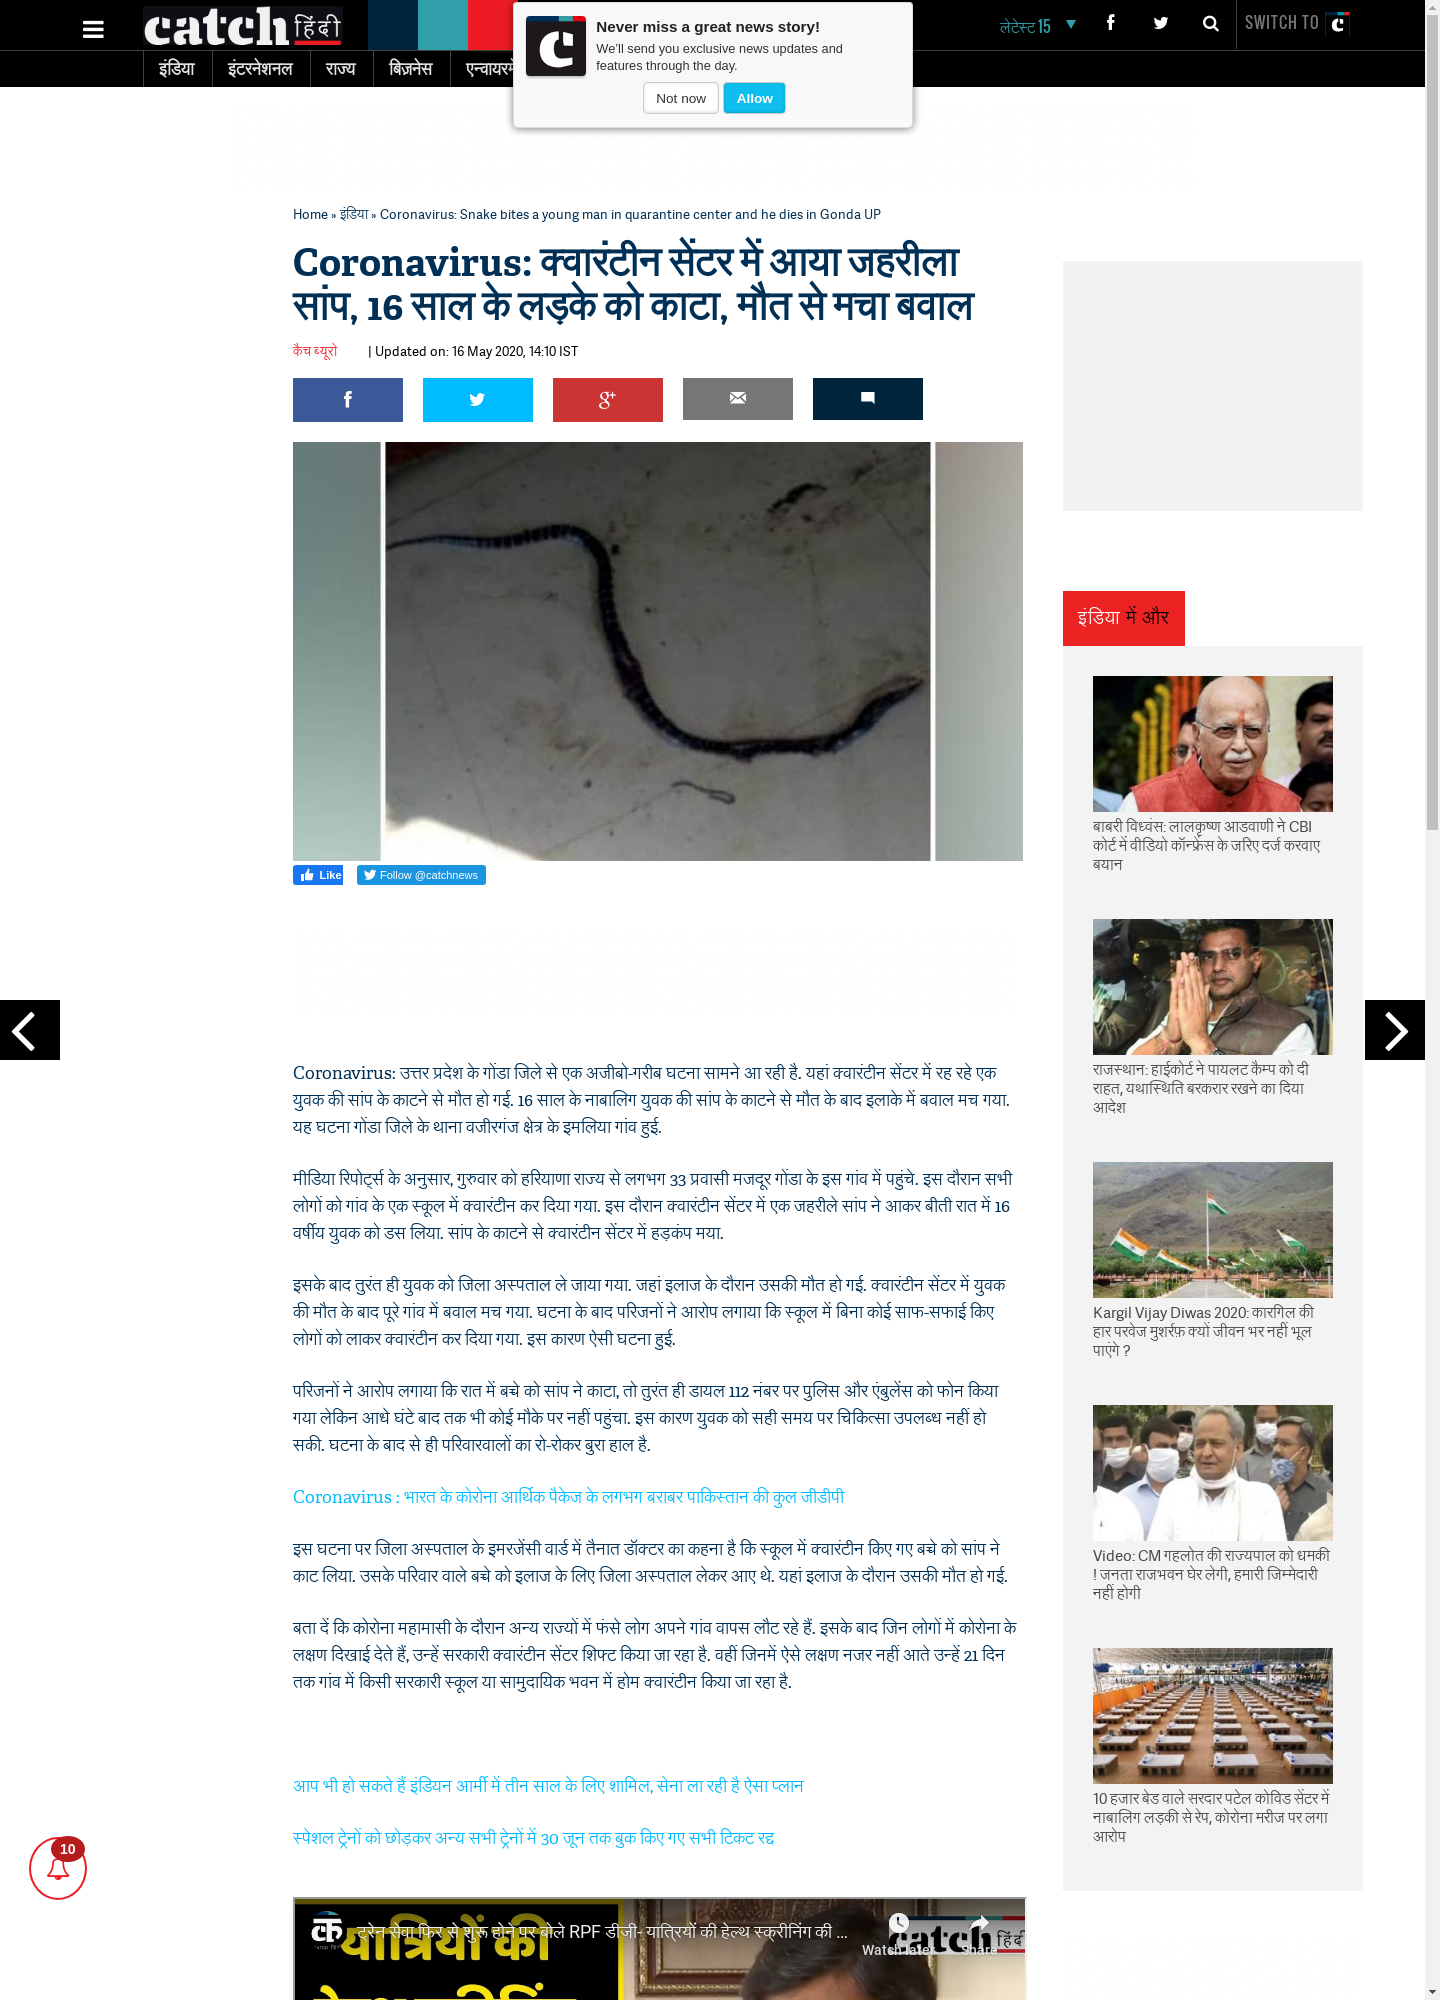 catch हिंदी
Never miss a great news story!
We'll send you exclusive news updates and
features through the day.
Not now
Allow
लेटेस्ट 15
SWITCH TO
इंडिया
इंटरनेशनल
राज्य
बिज़नेस
Home » इंडिया » Coronavirus: Snake bites a young man in quarantine center and he dies in Gonda UP
Coronavirus: क्वारंटीन सेंटर में आया जहरीला
सांप, 16 साल के लड़के को काटा, मौत से मचा बवाल
कैच ब्यूरो | Updated on: 16 May 2020, 14:10 IST
Like
Follow @catchnews
Coronavirus: उत्तर प्रदेश के गोंडा जिले से एक अजीबो-गरीब घटना सामने आ रही है. यहां क्वारंटीन सेंटर में रह रहे एक
युवक की सांप के काटने से मौत हो गई. 16 साल के नाबालिग युवक की सांप के काटने से मौत के बाद इलाके में बवाल मच गया.
यह घटना गोंडा जिले के थाना वजीरगंज क्षेत्र के इमलिया गांव हुई.
मीडिया रिपोर्ट्स के अनुसार, गुरुवार को हरियाणा राज्य से लगभग 33 प्रवासी मजदूर गोंडा के इस गांव में पहुंचे. इस दौरान सभी
लोगों को गांव के एक स्कूल में क्वारंटीन कर दिया गया. इस दौरान क्वारंटीन सेंटर में एक जहरीले सांप ने आकर बीती रात में 16
वर्षीय युवक को डस लिया. सांप के काटने से क्वारंटीन सेंटर में हड़कंप मया.
इसके बाद तुरंत ही युवक को जिला अस्पताल ले जाया गया. जहां इलाज के दौरान उसकी मौत हो गई. क्वारंटीन सेंटर में युवक
की मौत के बाद पूरे गांव में बवाल मच गया. घटना के बाद परिजनों ने आरोप लगाया कि स्कूल में बिना कोई साफ-सफाई किए
लोगों को लाकर क्वारंटीन कर दिया गया. इस कारण ऐसी घटना हुई.
परिजनों ने आरोप लगाया कि रात में बच्चे को सांप ने काटा, तो तुरंत ही डायल 112 नंबर पर पुलिस और एंबुलेंस को फोन किया
गया लेकिन आधे घंटे बाद तक भी कोई मौके पर नहीं पहुंचा. इस कारण युवक को सही समय पर चिकित्सा उपलब्ध नहीं हो
सकी. घटना के बाद से ही परिवारवालों का रो-रोकर बुरा हाल है.
Coronavirus : भारत के कोरोना आर्थिक पैकेज के लगभग बराबर पाकिस्तान की कुल जीडीपी
इस घटना पर जिला अस्पताल के इमरजेंसी वार्ड में तैनात डॉक्टर का कहना है कि स्कूल में क्वारंटीन किए गए बच्चे को सांप ने
काट लिया. उसके परिवार वाले बच्चे को इलाज के लिए जिला अस्पताल लेकर आए थे. यहां इलाज के दौरान उसकी मौत हो गई.
बता दें कि कोरोना महामासी के दौरान अन्य राज्यों में फंसे लोग अपने गांव वापस लौट रहे हैं. इसके बाद जिन लोगों में कोरोना के
लक्षण दिखाई देते हैं, उन्हें सरकारी क्वारंटीन सेंटर शिफ्ट किया जा रहा है. वहीं जिनमें ऐसे लक्षण नजर नहीं आते उन्हें 21 दिन
तक गांव में किसी सरकारी स्कूल या सामुदायिक भवन में होम क्वारंटीन किया जा रहा है.
आप भी हो सकते हैं इंडियन आर्मी में तीन साल के लिए शामिल, सेना ला रही है ऐसा प्लान
स्पेशल ट्रेनों को छोड़कर अन्य सभी ट्रेनों में 30 जून तक बुक किए गए सभी टिकट रद्द
ट्रेन सेवा फिर से शुरू होने पर बोले RPF डीजी- यात्रियों की हेल्थ स्क्रीनिंग की ...
Watch later
Share
यात्रियों की
catch हिंदी
10
इंडिया में और
बाबरी विध्वंस: लालकृष्ण आडवाणी ने CBI
कोर्ट में वीडियो कॉन्फ्रेंस के जरिए दर्ज करवाए
बयान
राजस्थान: हाईकोर्ट ने पायलट कैम्प को दी
राहत, यथास्थिति बरकरार रखने का दिया
आदेश
Kargil Vijay Diwas 2020: कारगिल की
हार परवेज मुशर्रफ़ क्यों जीवन भर नहीं भूल
पाएंगे ?
Video: CM गहलोत की राज्यपाल को धमकी
! जनता राजभवन घेर लेगी, हमारी जिम्मेदारी
नहीं होगी
10 हजार बेड वाले सरदार पटेल कोविड सेंटर में
नाबालिग लड़की से रेप, कोरोना मरीज पर लगा
आरोप